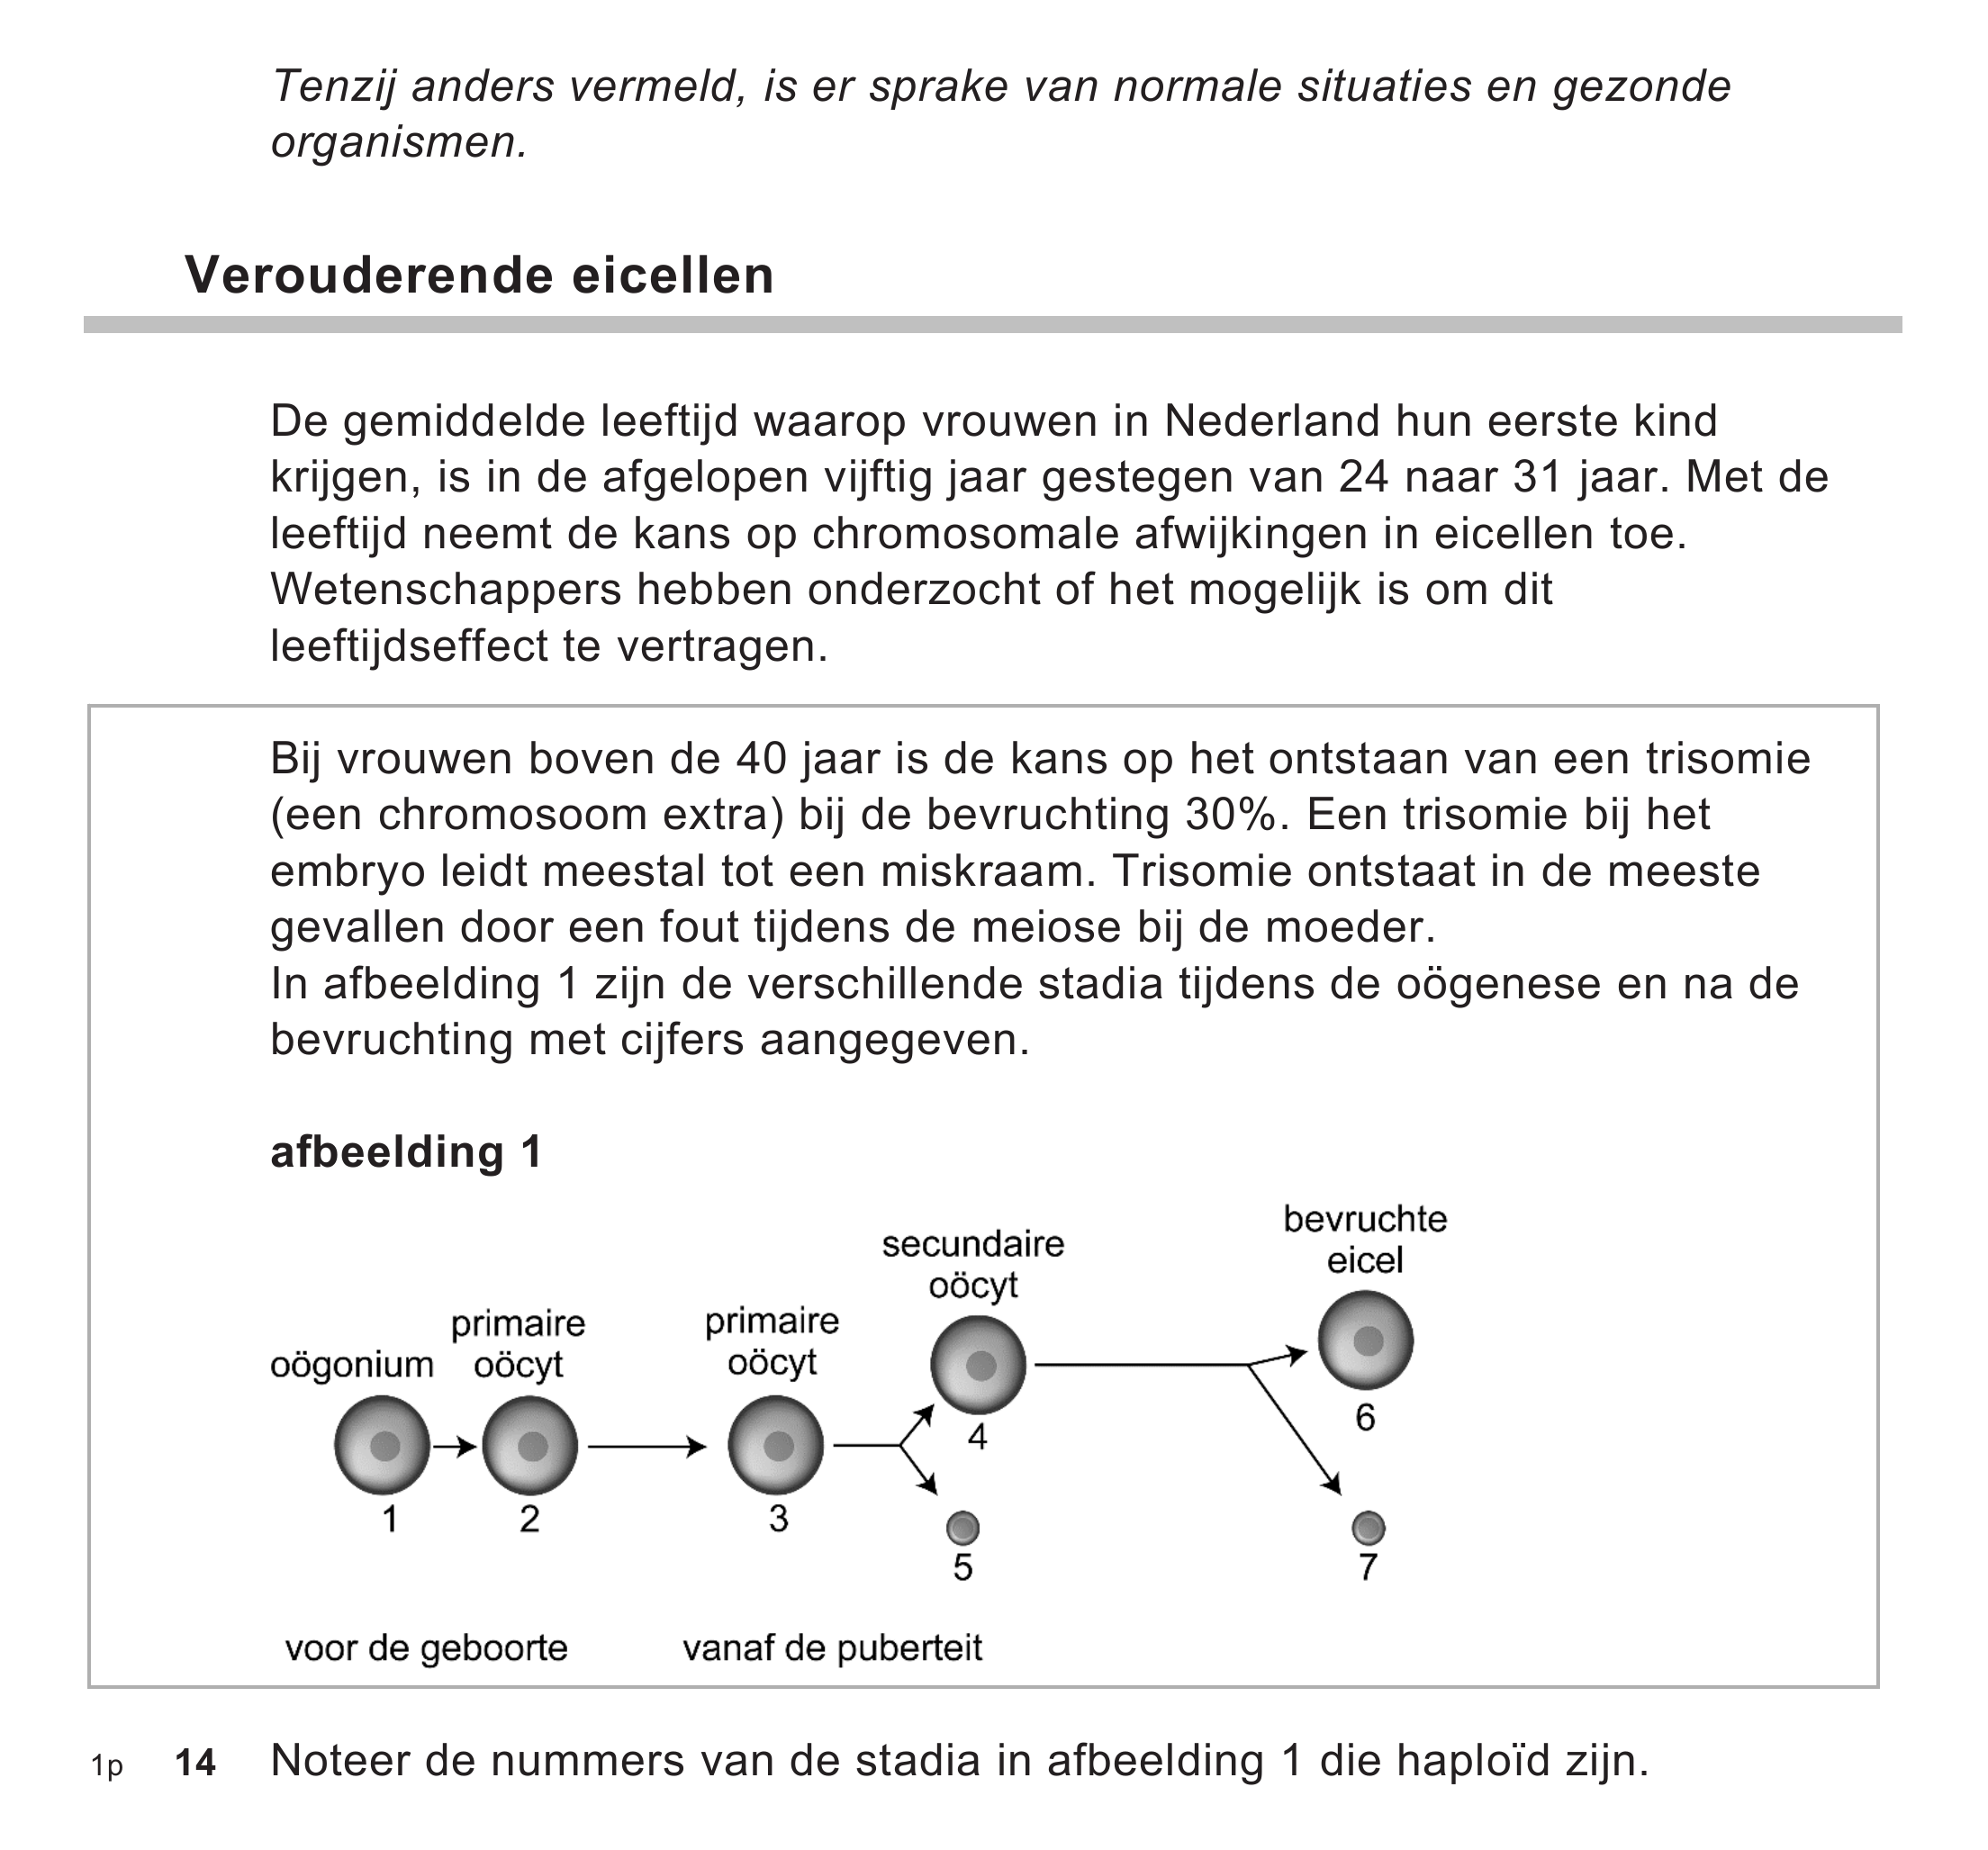 Tenzij anders vermeld, is er sprake van normale situaties en gezonde
organismen.
Verouderende eicellen
De gemiddelde leeftijd waarop vrouwen in Nederland hun eerste kind
krijgen, is in de afgelopen vijftig jaar gestegen van 24 naar 31 jaar. Met de
leeftijd neemt de kans op chromosomale afwijkingen in eicellen toe.
Wetenschappers hebben onderzocht of het mogelijk is om dit
leeftijdseffect te vertragen.
Bij vrouwen boven de 40 jaar is de kans op het ontstaan van een trisomie
(een chromosoom extra) bij de bevruchting 30%. Een trisomie bij het
embryo leidt meestal tot een miskraam. Trisomie ontstaat in de meeste
gevallen door een fout tijdens de meiose bij de moeder.
In afbeelding 1 zijn de verschillende stadia tijdens de oögenese en na de
bevruchting met cijfers aangegeven.
afbeelding 1
oögonium
1
primaire
oöcyt
2
primaire
oöcyt
3
secundaire
oöcyt
4
5
bevruchte
eicel
6
7
voor de geboorte
vanaf de puberteit
1p 14 Noteer de nummers van de stadia in afbeelding 1 die haploïd zijn.